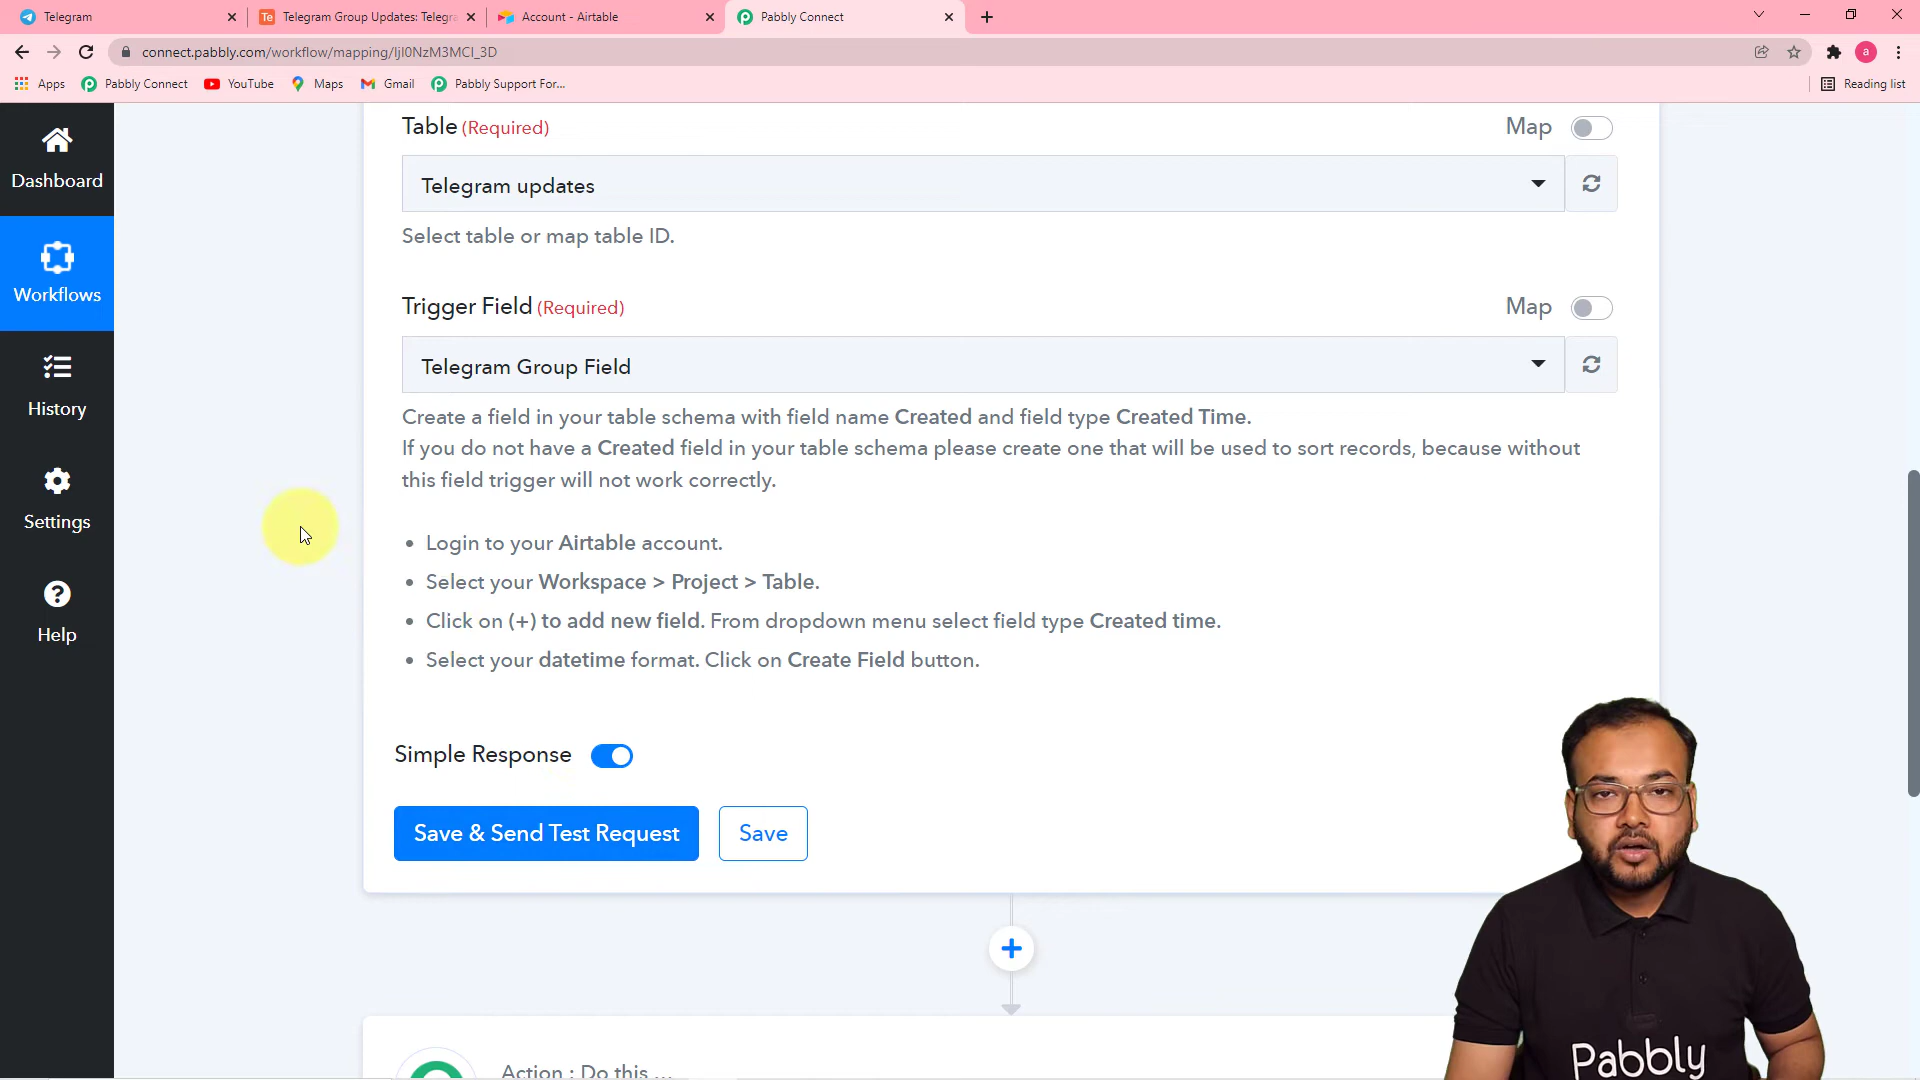 Telegram
Telegram Group Updates: Telegra
Account - Airtable
Pabbly Connect
connect.pabbly.com/workflow/mapping/IjI0NzM3MCI_3D
a
Apps
Pabbly Connect
YouTube
Maps
Gmail
Pabbly Support For...
Reading list
Dashboard
Workflows
History
Settings
Help
Table (Required)
Map
Telegram updates
Select table or map table ID.
Trigger Field (Required)
Map
Telegram Group Field
Create a field in your table schema with field name Created and field type Created Time.
If you do not have a Created field in your table schema please create one that will be used to sort records, because without
this field trigger will not work correctly.
• Login to your Airtable account.
• Select your Workspace > Project > Table.
• Click on (+) to add new field. From dropdown menu select field type Created time.
• Select your datetime format. Click on Create Field button.
Simple Response
Save & Send Test Request
Save
Action : Do this ...
Pabbly